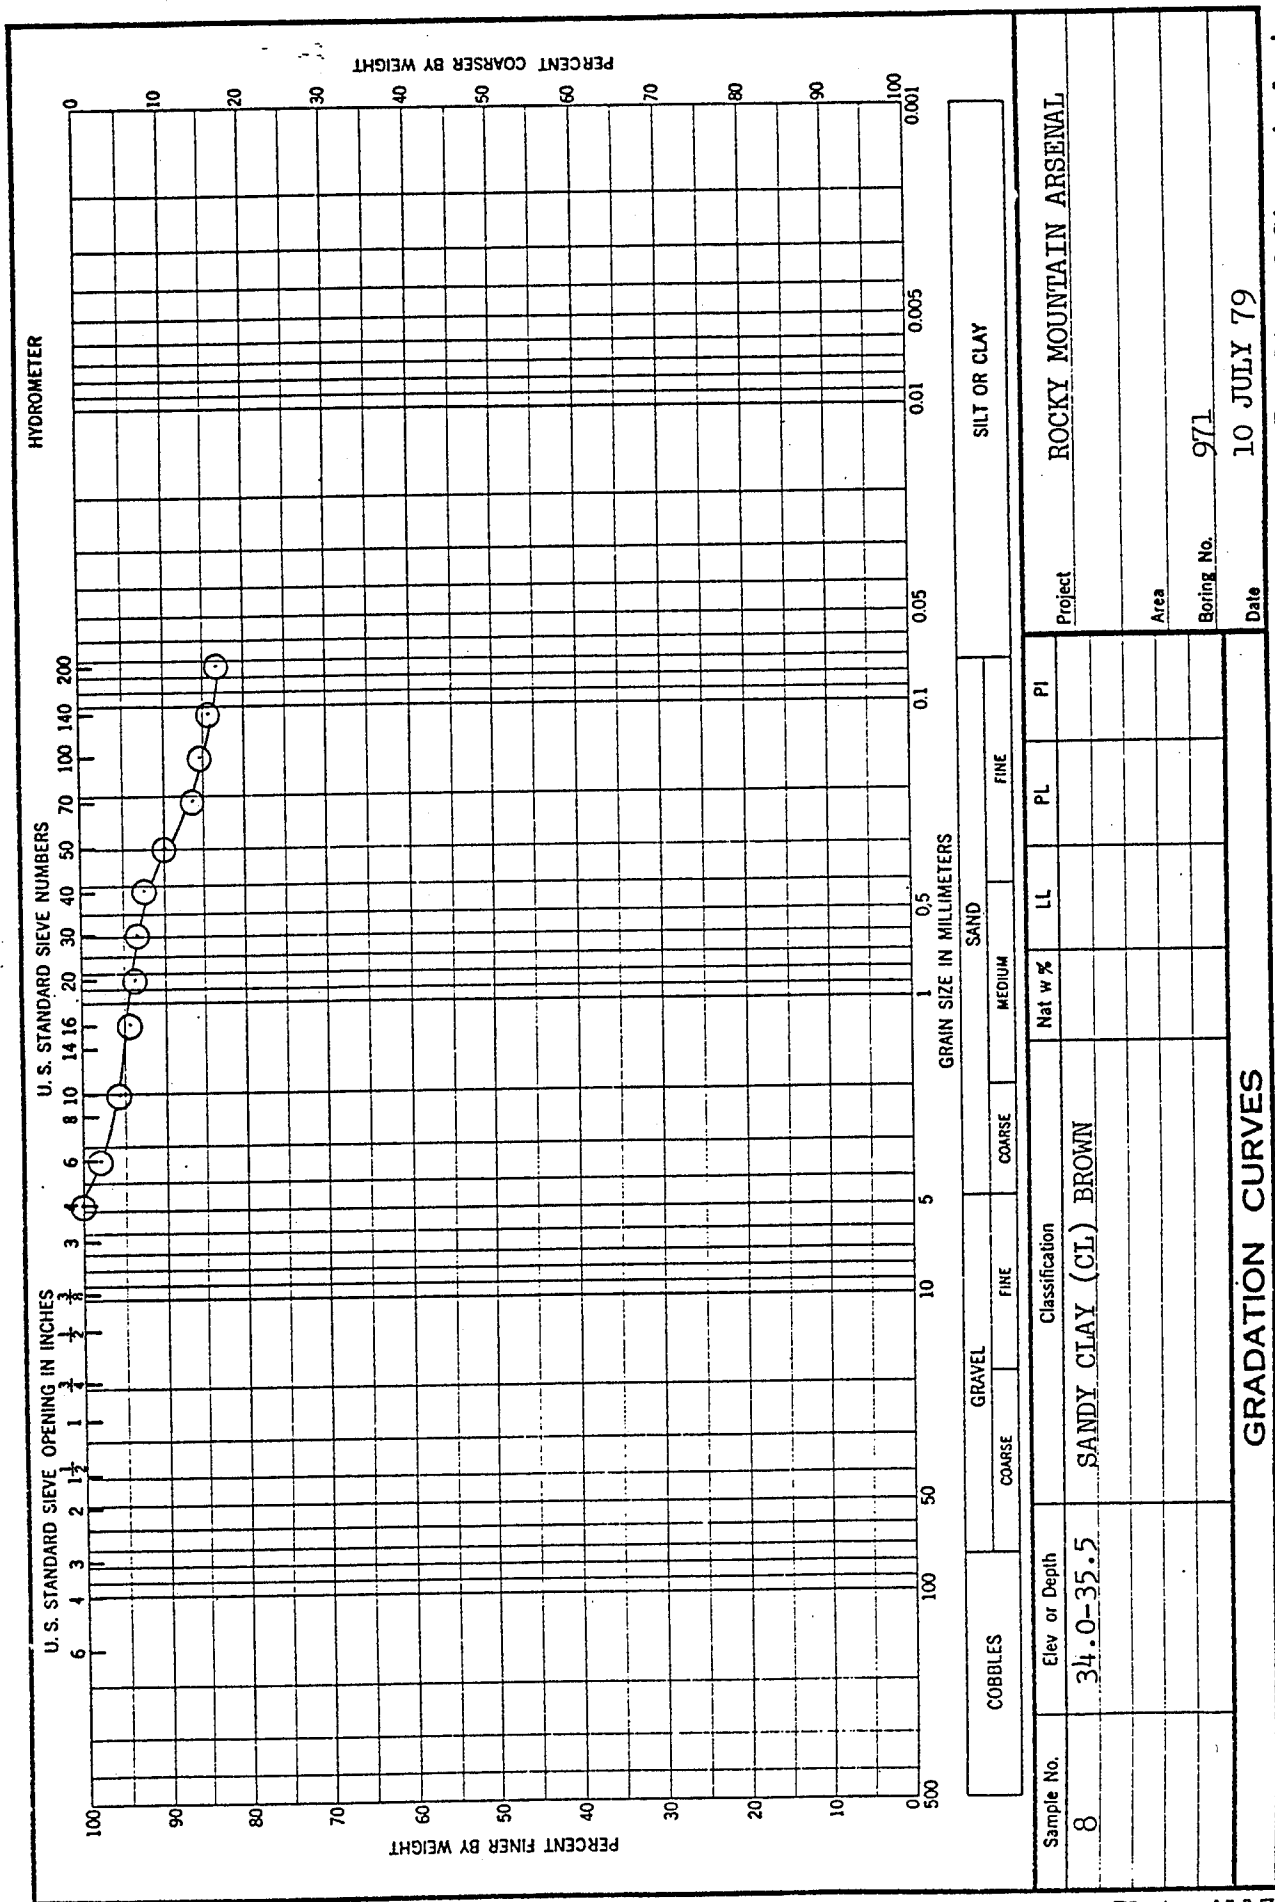 U. S. STANDARD SIEVE OPENING IN INCHES
U. S. STANDARD SIEVE NUMBERS
HYDROMETER
6 4 3 2 1½ 1 ¾ ½ ⅜ 3 4 6 8 10 14 16 20 30 40 50 70 100 140 200
PERCENT FINER BY WEIGHT
100
90
80
70
60
50
40
30
20
10
0
PERCENT COARSER BY WEIGHT
0
10
20
30
40
50
60
70
80
90
100
500 100 50 10 5 1 0,5 0.1 0.05 0.01 0.005 0.001
GRAIN SIZE IN MILLIMETERS
COBBLES
GRAVEL
COARSE FINE
SAND
COARSE MEDIUM FINE
SILT OR CLAY
Sample No. Elev or Depth Classification Nat w % LL PL PI
8 34.0-35.5 SANDY CLAY (CL) BROWN
Project ROCKY MOUNTAIN ARSENAL
Area
Boring No. 971
Date 10 JULY 79
GRADATION CURVES